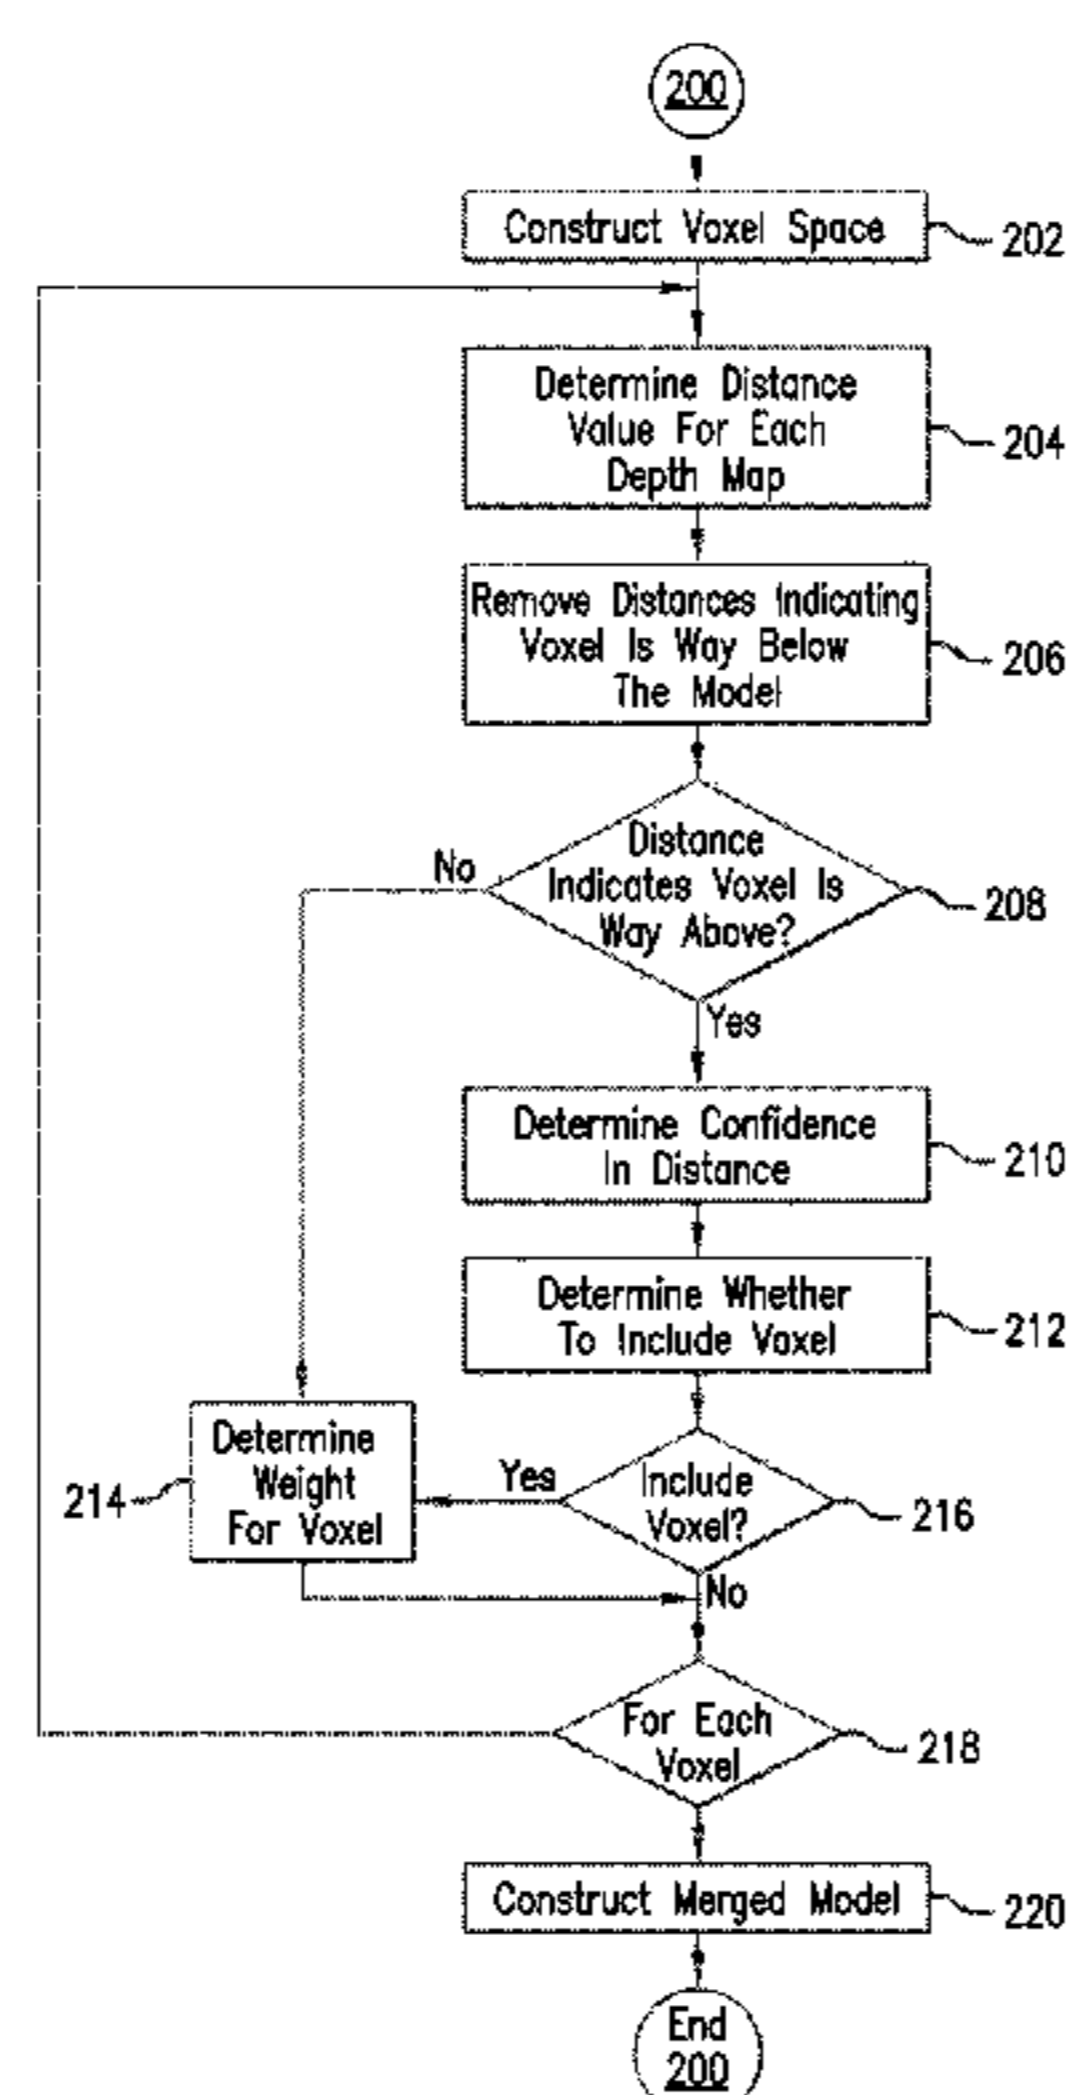 200
Construct Voxel Space
202
Determine Distance
Value For Each
Depth Map
204
Remove Distances Indicating
Voxel Is Way Below
The Model
206
Distance
Indicates Voxel Is
Way Above?
208
No
Yes
Determine Confidence
In Distance
210
Determine Whether
To Include Voxel
212
Determine
Weight
For Voxel
214
Yes
Include
Voxel?
216
No
For Each
Voxel
218
Construct Merged Model
220
End
200